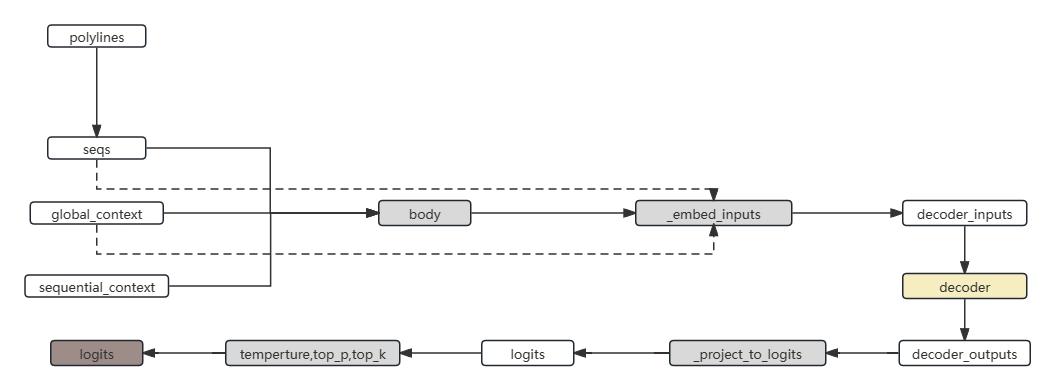 polylines
seqs
global_context
body
_embed_inputs
decoder_inputs
sequential_context
decoder
logits
temperture,top_p,top_k
logits
_project_to_logits
decoder_outputs